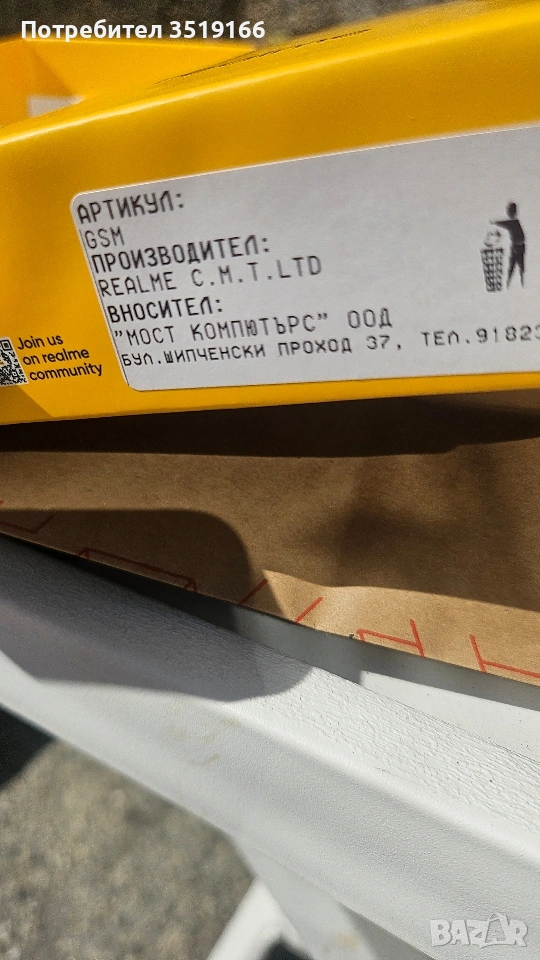 Потребител 3519166
АРТИКУЛ:
GSM
ПРОИЗВОДИТЕЛ:
REALME C.M.T.LTD
ВНОСИТЕЛ:
"МОСТ КОМПЮТЪРС" ООД
БУЛ.ШИПЧЕНСКИ ПРОХОД 37, ТЕЛ.91823
Join us
on realme
community
BAZAR